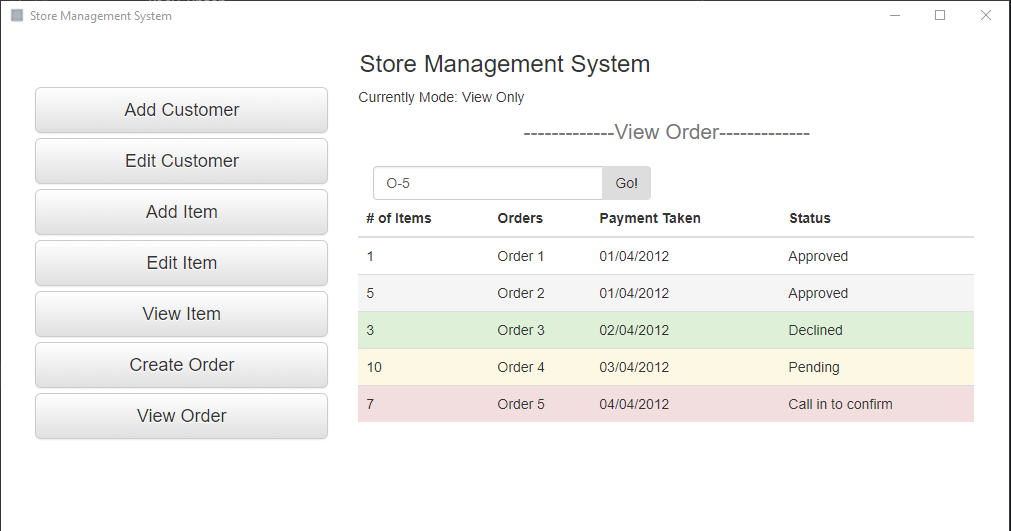 Store Management System
Store Management System
Currently Mode: View Only
-------------View Order-------------
Add Customer
Edit Customer
Add Item
Edit Item
View Item
Create Order
View Order
O-5 Go!
# of Items Orders Payment Taken Status
1 Order 1 01/04/2012 Approved
5 Order 2 01/04/2012 Approved
3 Order 3 02/04/2012 Declined
10 Order 4 03/04/2012 Pending
7 Order 5 04/04/2012 Call in to confirm